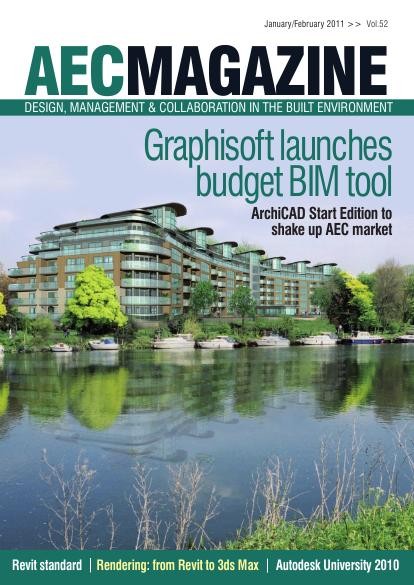 January/February 2011 >> Vol.52
AECMAGAZINE
DESIGN, MANAGEMENT & COLLABORATION IN THE BUILT ENVIRONMENT
Graphisoft launches
budget BIM tool
ArchiCAD Start Edition to
shake up AEC market
Revit standard | Rendering: from Revit to 3ds Max | Autodesk University 2010